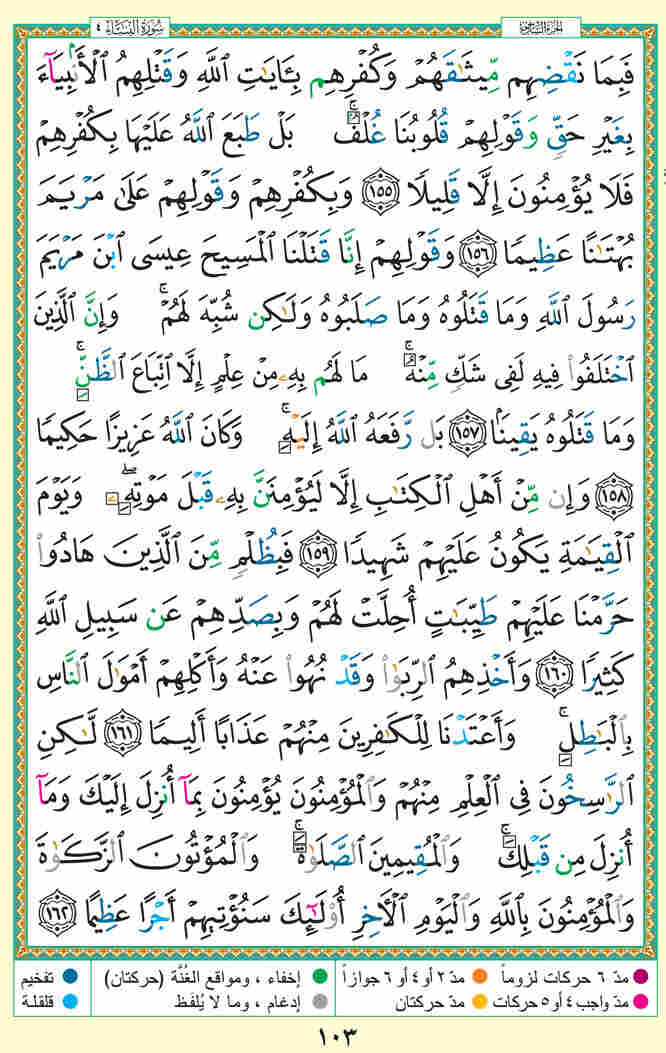 سُورَةُ النِّسَاءِ ٤
الجزء السادس
فَبِمَا نَقْضِهِم مِّيثَٰقَهُمْ وَكُفْرِهِم بِـَٔايَٰتِ ٱللَّهِ وَقَتْلِهِمُ ٱلْأَنۢبِيَآءَ
بِغَيْرِ حَقٍّ وَقَوْلِهِمْ قُلُوبُنَا غُلْفٌۢ ۚ بَلْ طَبَعَ ٱللَّهُ عَلَيْهَا بِكُفْرِهِمْ
فَلَا يُؤْمِنُونَ إِلَّا قَلِيلًا ١٥٥ وَبِكُفْرِهِمْ وَقَوْلِهِمْ عَلَىٰ مَرْيَمَ
بُهْتَٰنًا عَظِيمًا ١٥٦ وَقَوْلِهِمْ إِنَّا قَتَلْنَا ٱلْمَسِيحَ عِيسَى ٱبْنَ مَرْيَمَ
رَسُولَ ٱللَّهِ وَمَا قَتَلُوهُ وَمَا صَلَبُوهُ وَلَٰكِن شُبِّهَ لَهُمْ ۚ وَإِنَّ ٱلَّذِينَ
ٱخْتَلَفُوا۟ فِيهِ لَفِى شَكٍّ مِّنْهُ ۚ مَا لَهُم بِهِۦ مِنْ عِلْمٍ إِلَّا ٱتِّبَاعَ ٱلظَّنِّ ۚ
وَمَا قَتَلُوهُ يَقِينًۢا ١٥٧ بَل رَّفَعَهُ ٱللَّهُ إِلَيْهِ ۚ وَكَانَ ٱللَّهُ عَزِيزًا حَكِيمًا
١٥٨ وَإِن مِّنْ أَهْلِ ٱلْكِتَٰبِ إِلَّا لَيُؤْمِنَنَّ بِهِۦ قَبْلَ مَوْتِهِۦ ۖ وَيَوْمَ
ٱلْقِيَٰمَةِ يَكُونُ عَلَيْهِمْ شَهِيدًا ١٥٩ فَبِظُلْمٍ مِّنَ ٱلَّذِينَ هَادُوا۟
حَرَّمْنَا عَلَيْهِمْ طَيِّبَٰتٍ أُحِلَّتْ لَهُمْ وَبِصَدِّهِمْ عَن سَبِيلِ ٱللَّهِ
كَثِيرًا ١٦٠ وَأَخْذِهِمُ ٱلرِّبَوٰا۟ وَقَدْ نُهُوا۟ عَنْهُ وَأَكْلِهِمْ أَمْوَٰلَ ٱلنَّاسِ
بِٱلْبَٰطِلِ ۚ وَأَعْتَدْنَا لِلْكَٰفِرِينَ مِنْهُمْ عَذَابًا أَلِيمًا ١٦١ لَّٰكِنِ
ٱلرَّٰسِخُونَ فِى ٱلْعِلْمِ مِنْهُمْ وَٱلْمُؤْمِنُونَ يُؤْمِنُونَ بِمَآ أُنزِلَ إِلَيْكَ وَمَآ
أُنزِلَ مِن قَبْلِكَ ۚ وَٱلْمُقِيمِينَ ٱلصَّلَوٰةَ ۚ وَٱلْمُؤْتُونَ ٱلزَّكَوٰةَ
وَٱلْمُؤْمِنُونَ بِٱللَّهِ وَٱلْيَوْمِ ٱلْأَخِرِ أُو۟لَٰٓئِكَ سَنُؤْتِيهِمْ أَجْرًا عَظِيمًا ١٦٢
مدّ ٦ حركات لزوماً
مدّ ٢ أو ٤ أو ٦ جوازاً
إخفاء ، ومواقع الغُنَّة (حركتان)
تفخيم
مدّ واجب ٤ أو ٥ حركات
مدّ حركتان
إدغام ، وما لا يُلفَظ
قلقلة
١٠٣